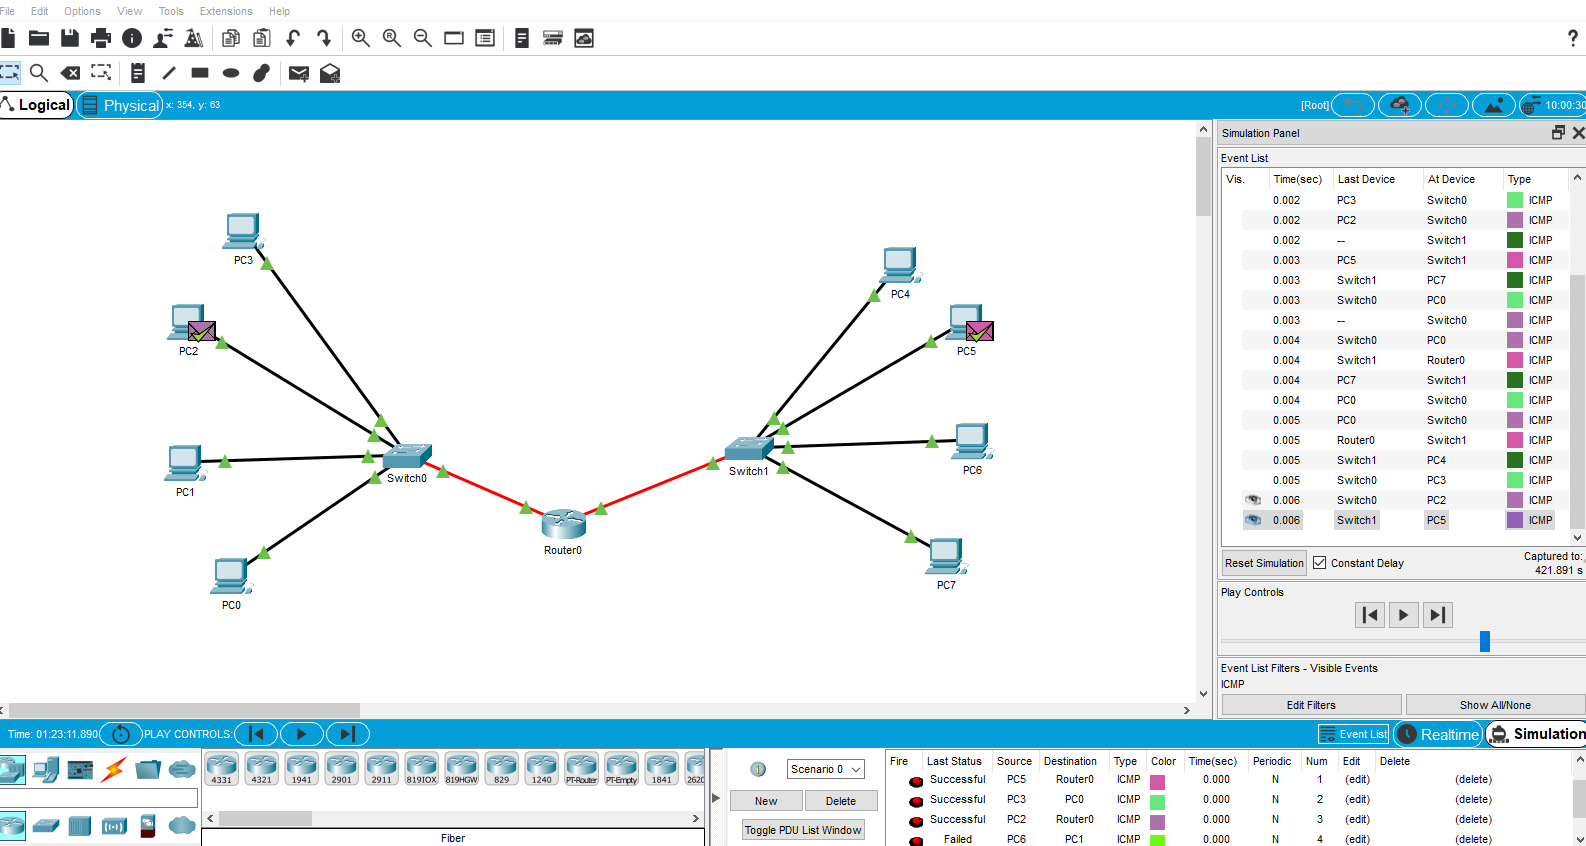 File Edit Options View Tools Extensions Help
?
Logical Physical x: 354, y: 63 [Root] 10:00:30
Simulation Panel
Event List
Vis. Time(sec) Last Device At Device Type
0.002 PC3 Switch0 ICMP
0.002 PC2 Switch0 ICMP
0.002 -- Switch1 ICMP
0.003 PC5 Switch1 ICMP
0.003 Switch1 PC7 ICMP
0.003 Switch0 PC0 ICMP
0.003 -- Switch0 ICMP
0.004 Switch0 PC0 ICMP
0.004 Switch1 Router0 ICMP
0.004 PC7 Switch1 ICMP
0.004 PC0 Switch0 ICMP
0.005 PC0 Switch0 ICMP
0.005 Router0 Switch1 ICMP
0.005 Switch1 PC4 ICMP
0.005 Switch0 PC3 ICMP
0.006 Switch0 PC2 ICMP
0.006 Switch1 PC5 ICMP
Reset Simulation Constant Delay Captured to:
421.891 s
Play Controls
Event List Filters - Visible Events
ICMP
Edit Filters Show All/None
PC3
PC4
PC2
PC5
PC1
Switch0
Switch1
PC6
Router0
PC7
PC0
Time: 01:23:11.890 PLAY CONTROLS: Event List Realtime Simulation
4331 4321 1941 2901 2911 819IOX 819HGW 829 1240 PT-Router PT-Empty 1841 2620
Fiber
Scenario 0
New Delete
Toggle PDU List Window
Fire Last Status Source Destination Type Color Time(sec) Periodic Num Edit Delete
Successful PC5 Router0 ICMP 0.000 N 1 (edit) (delete)
Successful PC3 PC0 ICMP 0.000 N 2 (edit) (delete)
Successful PC2 Router0 ICMP 0.000 N 3 (edit) (delete)
Failed PC6 PC1 ICMP 0.000 N 4 (edit) (delete)